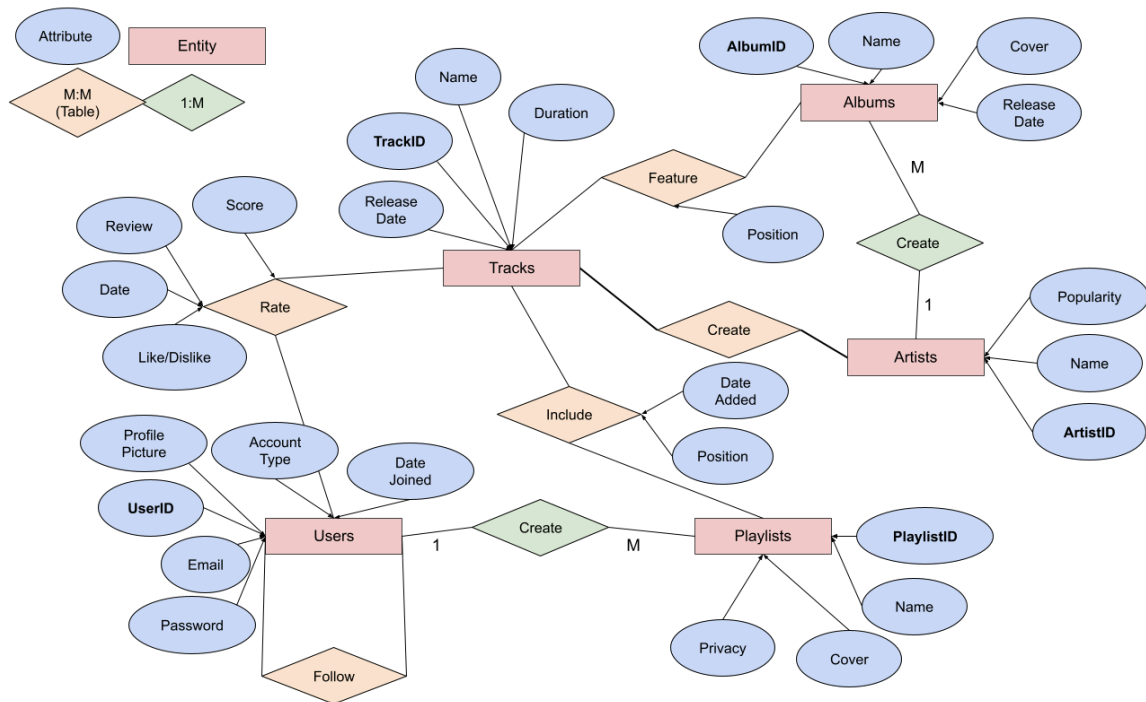 Attribute
Entity
M:M
(Table)
1:M
AlbumID
Name
Cover
Albums
Release
Date
Name
Duration
TrackID
Release
Date
Feature
Position
M
Create
1
Tracks
Score
Review
Date
Like/Dislike
Rate
Create
Artists
Popularity
Name
ArtistID
Include
Date
Added
Position
Profile
Picture
Account
Type
Date
Joined
UserID
Email
Password
Users
1
Create
M
Playlists
PlaylistID
Name
Privacy
Cover
Follow